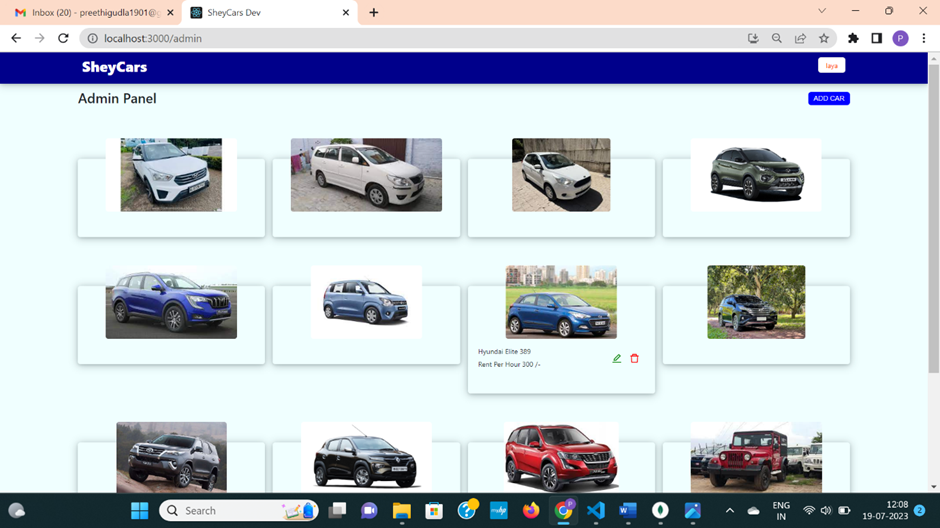 Inbox (20) - preethigudla1901@g
SheyCars Dev
localhost:3000/admin
P
SheyCars
laya
Admin Panel
ADD CAR
Hyundai Elite 389
Rent Per Hour 300 /-
Search
ENG
IN
12:08
19-07-2023
2